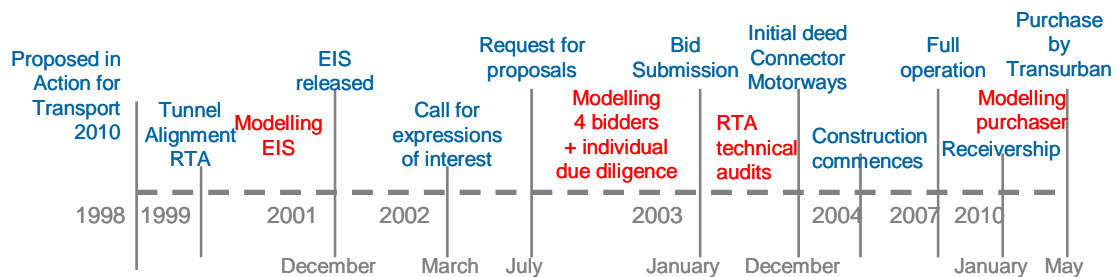 Proposed in
Action for
Transport
2010
Tunnel
Alignment
RTA
Modelling
EIS
EIS
released
Call for
expressions
of interest
Request for
proposals
Modelling
4 bidders
+ individual
due diligence
Bid
Submission
RTA
technical
audits
Initial deed
Connector
Motorways
Construction
commences
Full
operation
Receivership
Modelling
purchaser
Purchase
by
Transurban
1998 1999 2001 2002 2003 2004 2007 2010
December March July January December January May